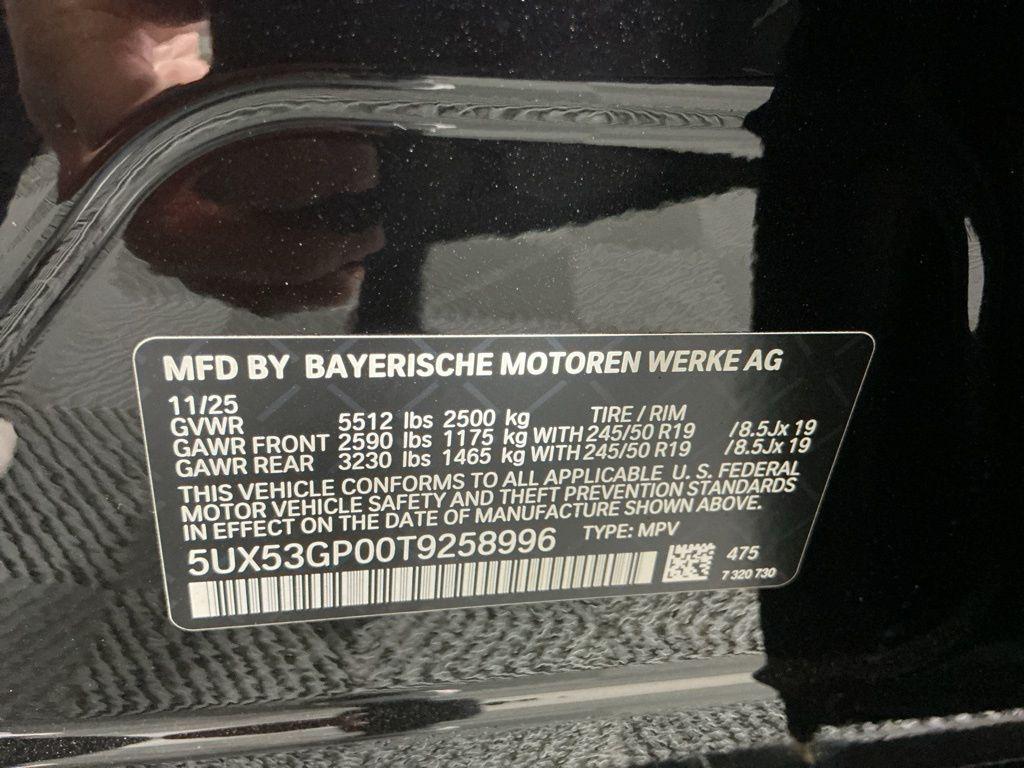 MFD BY BAYERISCHE MOTOREN WERKE AG
11/25
GVWR 5512 lbs 2500 kg TIRE / RIM
GAWR FRONT 2590 lbs 1175 kg WITH 245/50 R19 /8.5Jx 19
GAWR REAR 3230 lbs 1465 kg WITH 245/50 R19 /8.5Jx 19
THIS VEHICLE CONFORMS TO ALL APPLICABLE U.S. FEDERAL
MOTOR VEHICLE SAFETY AND THEFT PREVENTION STANDARDS
IN EFFECT ON THE DATE OF MANUFACTURE SHOWN ABOVE.
5UX53GP00T9258996 TYPE: MPV
475
7 320 730